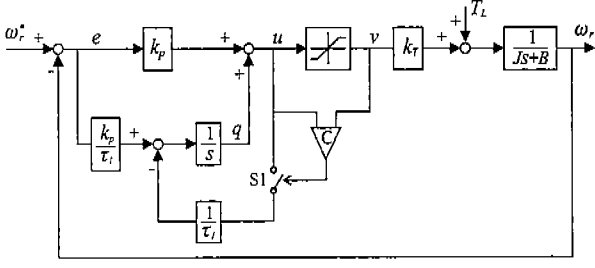 T_L
ω_r* + e k_p + u v k_T + + 1/(Js+B) ω_r
- +
k_p/τ_i + 1/s q C
- S1
1/τ_i